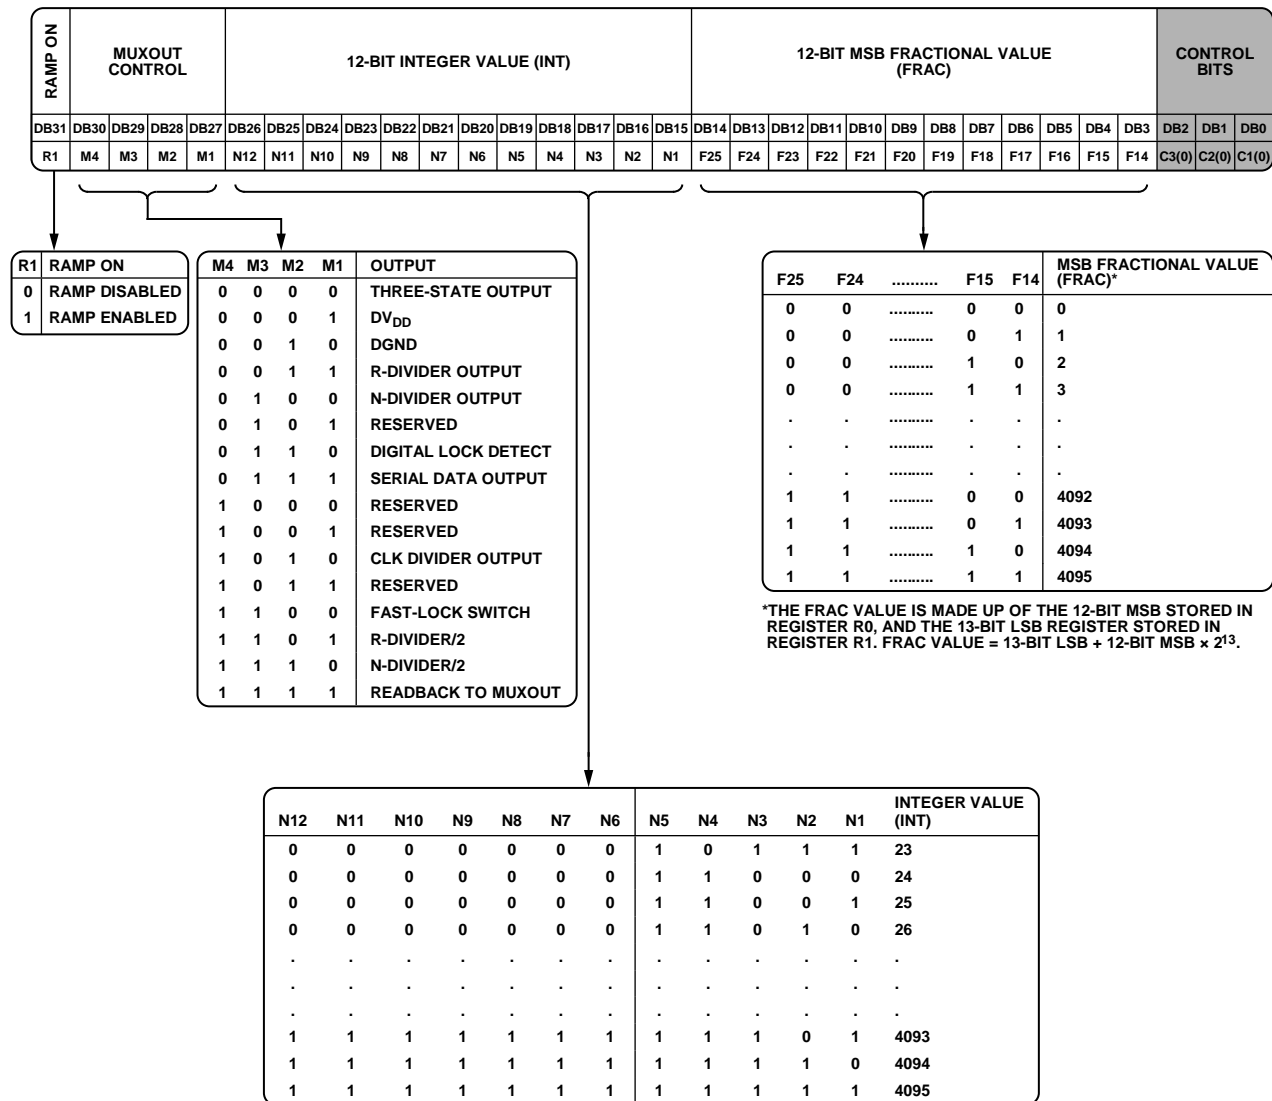 RAMP ON
MUXOUT
CONTROL
12-BIT INTEGER VALUE (INT)
12-BIT MSB FRACTIONAL VALUE
(FRAC)
CONTROL
BITS
DB31 DB30 DB29 DB28 DB27 DB26 DB25 DB24 DB23 DB22 DB21 DB20 DB19 DB18 DB17 DB16 DB15 DB14 DB13 DB12 DB11 DB10 DB9 DB8 DB7 DB6 DB5 DB4 DB3 DB2 DB1 DB0
R1 M4 M3 M2 M1 N12 N11 N10 N9 N8 N7 N6 N5 N4 N3 N2 N1 F25 F24 F23 F22 F21 F20 F19 F18 F17 F16 F15 F14 C3(0) C2(0) C1(0)
R1 RAMP ON
0 RAMP DISABLED
1 RAMP ENABLED
M4 M3 M2 M1 OUTPUT
0 0 0 0 THREE-STATE OUTPUT
0 0 0 1 DVDD
0 0 1 0 DGND
0 0 1 1 R-DIVIDER OUTPUT
0 1 0 0 N-DIVIDER OUTPUT
0 1 0 1 RESERVED
0 1 1 0 DIGITAL LOCK DETECT
0 1 1 1 SERIAL DATA OUTPUT
1 0 0 0 RESERVED
1 0 0 1 RESERVED
1 0 1 0 CLK DIVIDER OUTPUT
1 0 1 1 RESERVED
1 1 0 0 FAST-LOCK SWITCH
1 1 0 1 R-DIVIDER/2
1 1 1 0 N-DIVIDER/2
1 1 1 1 READBACK TO MUXOUT
F25 F24 .......... F15 F14 MSB FRACTIONAL VALUE
(FRAC)*
0 0 .......... 0 0 0
0 0 .......... 0 1 1
0 0 .......... 1 0 2
0 0 .......... 1 1 3
. . .......... . . .
. . .......... . . .
. . .......... . . .
1 1 .......... 0 0 4092
1 1 .......... 0 1 4093
1 1 .......... 1 0 4094
1 1 .......... 1 1 4095
*THE FRAC VALUE IS MADE UP OF THE 12-BIT MSB STORED IN
REGISTER R0, AND THE 13-BIT LSB REGISTER STORED IN
REGISTER R1. FRAC VALUE = 13-BIT LSB + 12-BIT MSB × 2¹³.
N12 N11 N10 N9 N8 N7 N6 N5 N4 N3 N2 N1 INTEGER VALUE
(INT)
0 0 0 0 0 0 0 1 0 1 1 1 23
0 0 0 0 0 0 0 1 1 0 0 0 24
0 0 0 0 0 0 0 1 1 0 0 1 25
0 0 0 0 0 0 0 1 1 0 1 0 26
. . . . . . . . . . . . .
. . . . . . . . . . . . .
. . . . . . . . . . . . .
1 1 1 1 1 1 1 1 1 1 0 1 4093
1 1 1 1 1 1 1 1 1 1 1 0 4094
1 1 1 1 1 1 1 1 1 1 1 1 4095